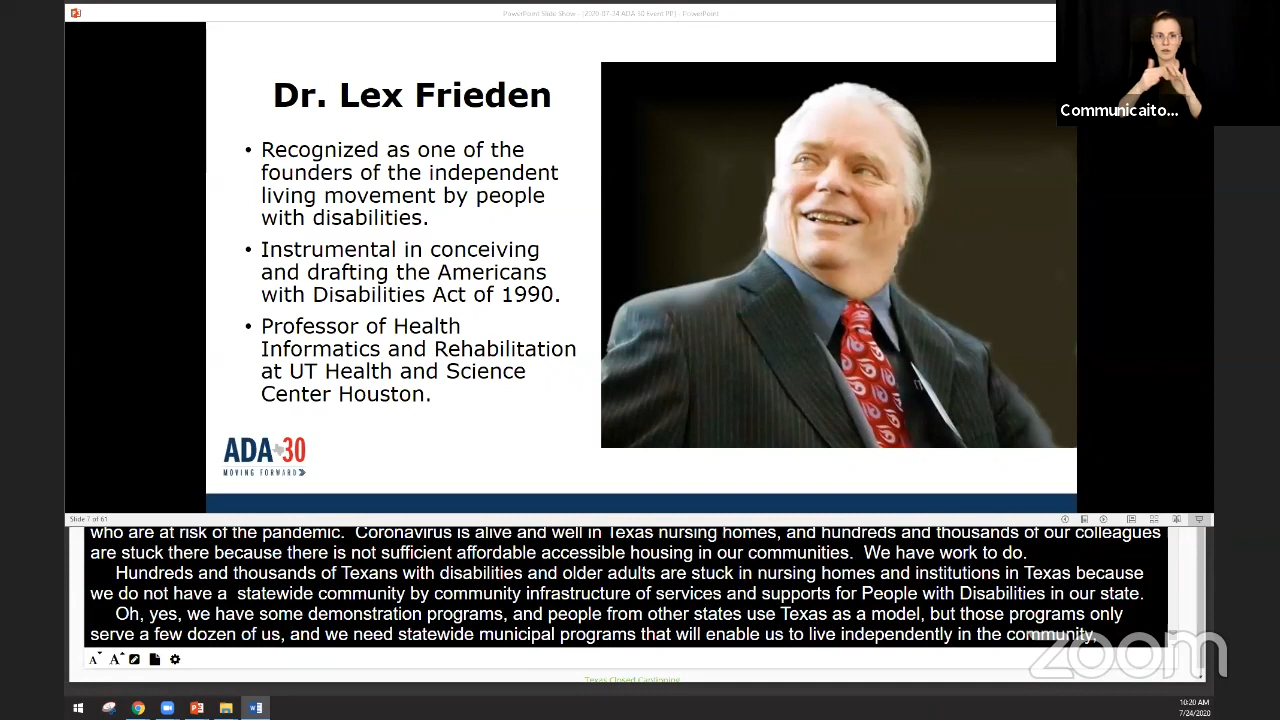 PowerPoint Slide Show - [2020-07-24 ADA 30 Event PP] - PowerPoint
Dr. Lex Frieden
• Recognized as one of the
founders of the independent
living movement by people
with disabilities.
• Instrumental in conceiving
and drafting the Americans
with Disabilities Act of 1990.
• Professor of Health
Informatics and Rehabilitation
at UT Health and Science
Center Houston.
ADA 30
MOVING FORWARD
Communicaito...
Slide 7 of 61
who are at risk of the pandemic.  Coronavirus is alive and well in Texas nursing homes, and hundreds and thousands of our colleagues
are stuck there because there is not sufficient affordable accessible housing in our communities.  We have work to do.
Hundreds and thousands of Texans with disabilities and older adults are stuck in nursing homes and institutions in Texas because
we do not have a  statewide community by community infrastructure of services and supports for People with Disabilities in our state.
Oh, yes, we have some demonstration programs, and people from other states use Texas as a model, but those programs only
serve a few dozen of us, and we need statewide municipal programs that will enable us to live independently in the community,
A A
zoom
Texas Closed Captioning
10:20 AM
7/24/2020